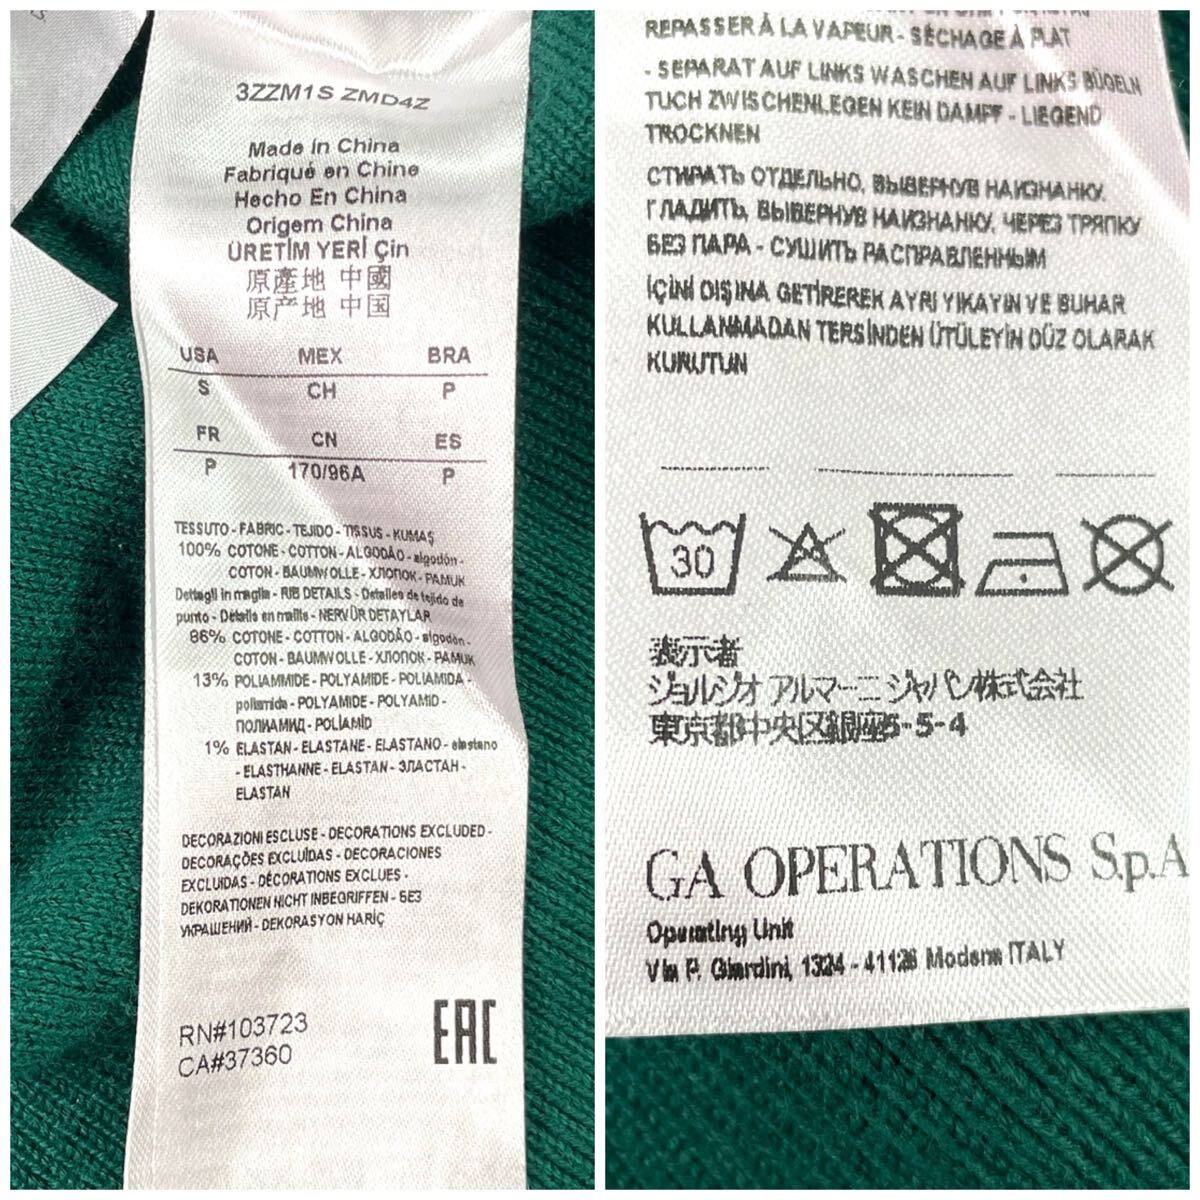 3ZZM1S ZMD4Z
Made in China
Fabriqué en Chine
Hecho En China
Origem China
ÜRETİM YERİ Çin
原產地 中國
原产地 中国
USA MEX BRA
S CH P
FR CN ES
P 170/96A P
TESSUTO - FABRIC - TEJIDO - TISSUS - KUMAŞ
100% COTONE - COTTON - ALGODÃO - algodón -
COTON - BAUMWOLLE - ХЛОПОК - PAMUK
Dettagli in maglia - RIB DETAILS - Detalles de tejido de
punto - Détails en maille - NERVÜR DETAYLAR
86% COTONE - COTTON - ALGODÃO - algodón -
COTON - BAUMWOLLE - ХЛОПОК - PAMUK
13% POLIAMMIDE - POLYAMIDE - POLIAMIDA -
poliamida - POLYAMIDE - POLYAMID -
ПОЛИАМИД - POLİAMİD
1% ELASTAN - ELASTANE - ELASTANO - elastano
- ELASTHANNE - ELASTAN - ЭЛАСТАН -
ELASTAN
DECORAZIONI ESCLUSE - DECORATIONS EXCLUDED -
DECORAÇÕES EXCLUÍDAS - DECORACIONES
EXCLUIDAS - DÉCORATIONS EXCLUES -
DEKORATIONEN NICHT INBEGRIFFEN - БЕЗ
УКРАШЕНИЙ - DEKORASYON HARİÇ
RN#103723
CA#37360
EAC
REPASSER À LA VAPEUR - SÉCHAGE À PLAT
- SEPARAT AUF LINKS WASCHEN AUF LINKS BÜGELN
TUCH ZWISCHENLEGEN KEIN DAMPF - LIEGEND
TROCKNEN
СТИРАТЬ ОТДЕЛЬНО, ВЫВЕРНУВ НАИЗНАНКУ.
ГЛАДИТЬ, ВЫВЕРНУВ НАИЗНАНКУ, ЧЕРЕЗ ТРЯПКУ
БЕЗ ПАРА - СУШИТЬ РАСПРАВЛЕННЫМ
İÇİNİ DIŞINA GETİREREK AYRI YIKAYIN VE BUHAR
KULLANMADAN TERSİNDEN ÜTÜLEYİN DÜZ OLARAK
KURUTUN
30
表示者
ジョルジオ アルマーニ ジャパン株式会社
東京都中央区銀座5-5-4
GA OPERATIONS S.p.A
Operating Unit
Via P. Giardini, 1324 - 41126 Modena ITALY